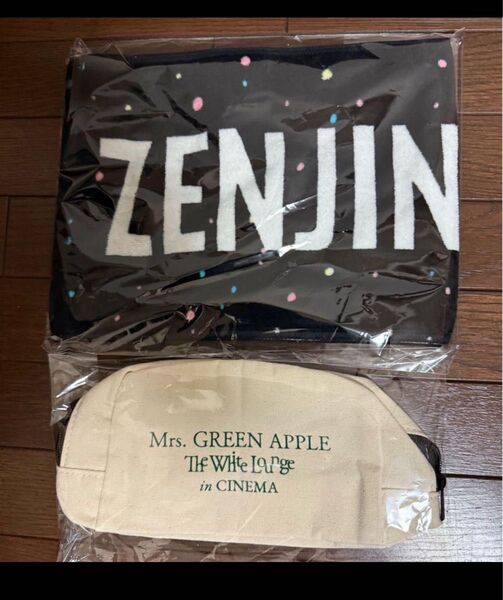 ZENJIN
Mrs. GREEN APPLE
The White Lounge
in CINEMA